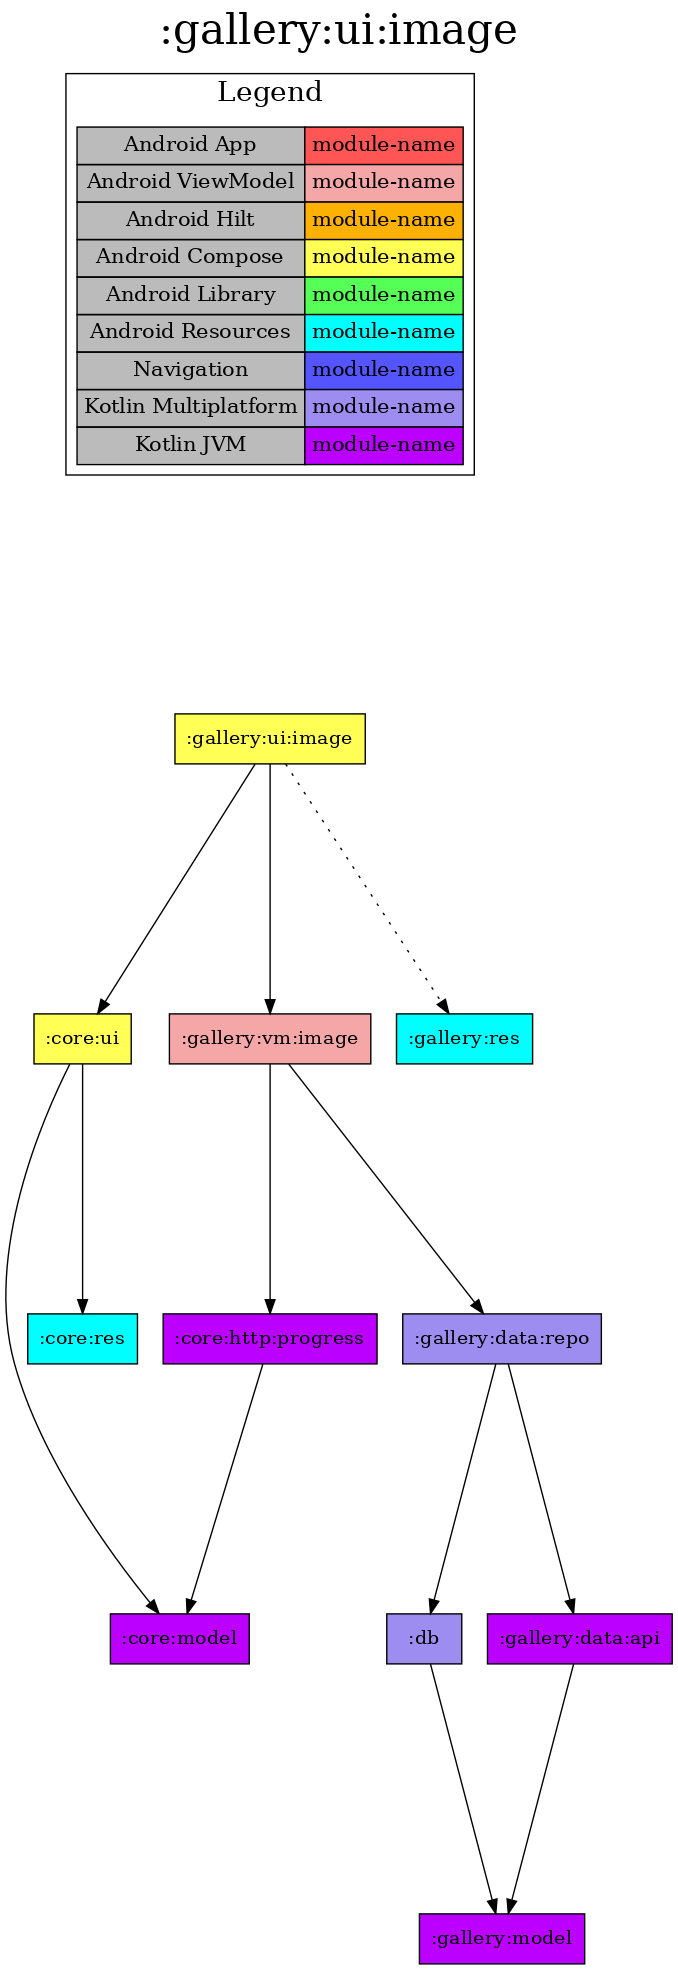 :gallery:ui:image
Legend
Android App module-name
Android ViewModel module-name
Android Hilt module-name
Android Compose module-name
Android Library module-name
Android Resources module-name
Navigation module-name
Kotlin Multiplatform module-name
Kotlin JVM module-name
:gallery:ui:image
:core:ui :gallery:vm:image :gallery:res
:core:res :core:http:progress :gallery:data:repo
:core:model :db :gallery:data:api
:gallery:model